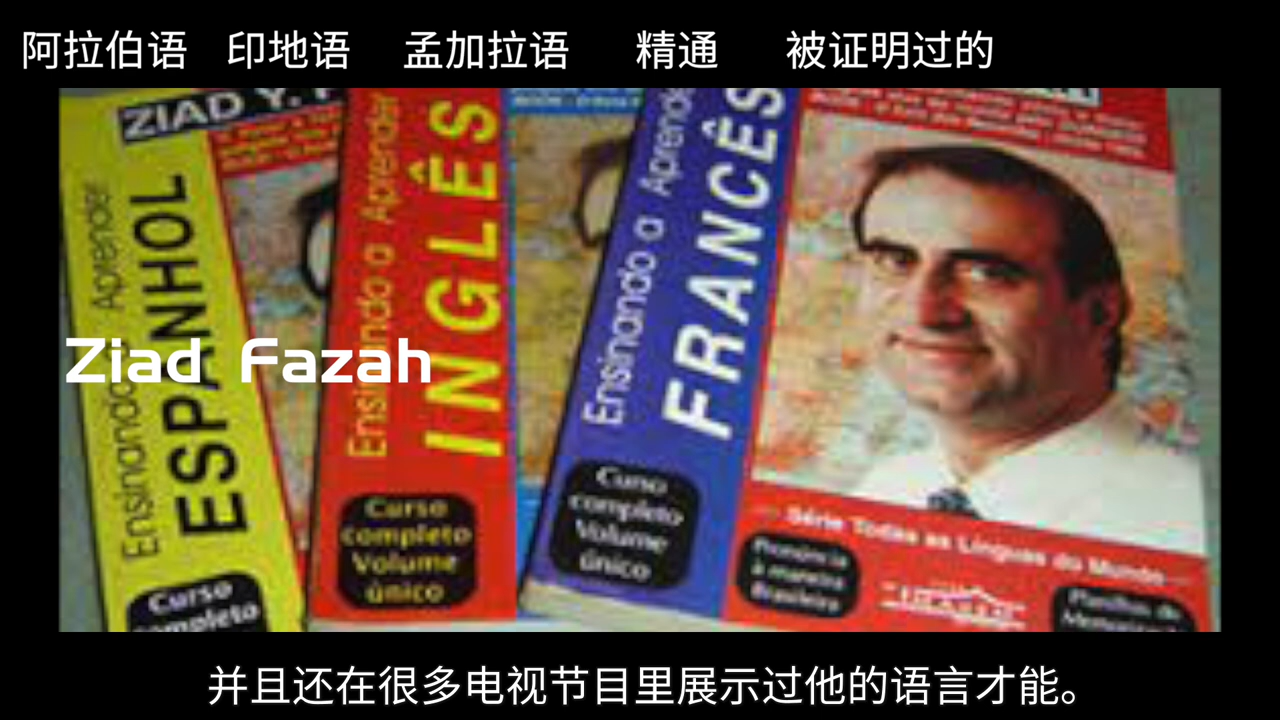 阿拉伯语 印地语 孟加拉语 精通 被证明过的
ZIAD Y.
Ensinando a Aprender
ESPANHOL
Curso
completo
Ensinando a Aprender
INGLÊS
Curso
completo
Volume
único
Ensinando a Aprender
FRANCÊS
Curso
completo
Volume
único
Série Todas as Línguas do Mundo
Pronúncia
à maneira
Brasileira
Planilhas de
Ziad Fazah
并且还在很多电视节目里展示过他的语言才能。